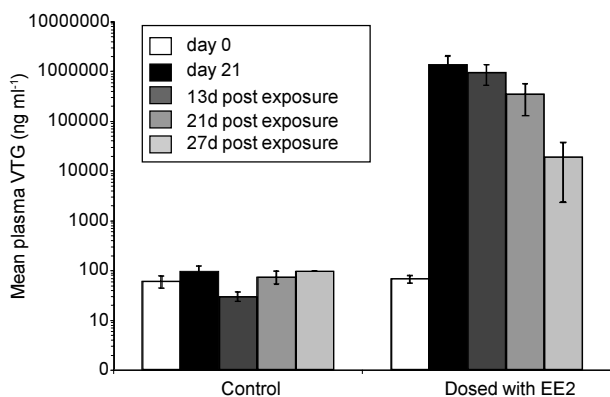 Mean plasma VTG (ng ml-1)
10000000
1000000
100000
10000
1000
100
10
0
day 0
day 21
13d post exposure
21d post exposure
27d post exposure
Control
Dosed with EE2